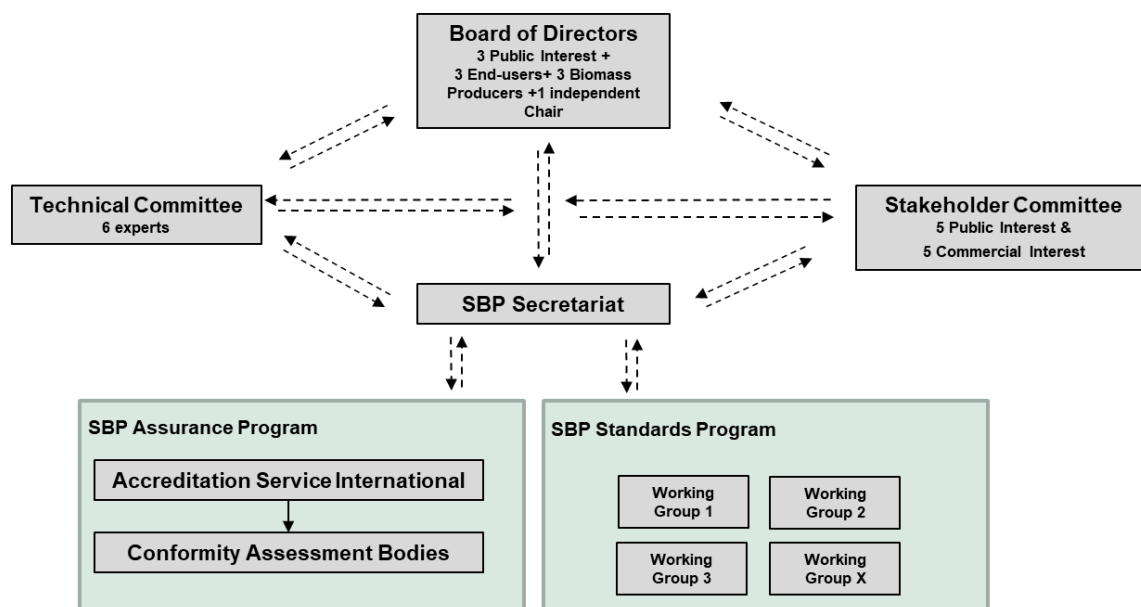 Board of Directors
3 Public Interest +
3 End-users+ 3 Biomass
Producers +1 independent
Chair
Technical Committee
6 experts
Stakeholder Committee
5 Public Interest &
5 Commercial Interest
SBP Secretariat
SBP Assurance Program
Accreditation Service International
Conformity Assessment Bodies
SBP Standards Program
Working
Group 1
Working
Group 2
Working
Group 3
Working
Group X